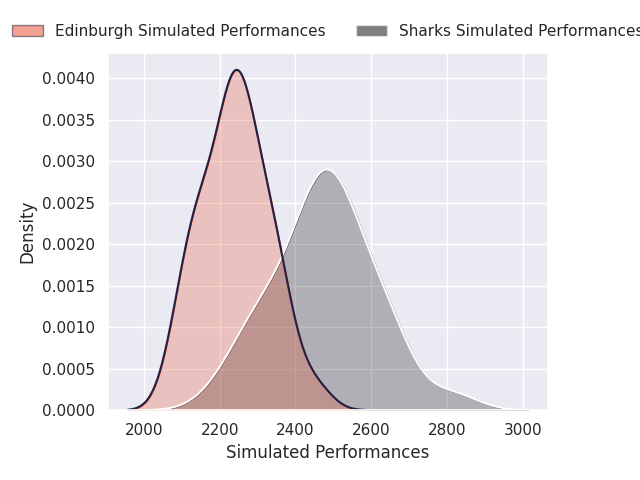 Edinburgh Simulated Performances Sharks Simulated Performances
0.0040
0.0035
0.0030
0.0025
0.0020
0.0015
0.0010
0.0005
0.0000
Density
2000 2200 2400 2600 2800 3000
Simulated Performances